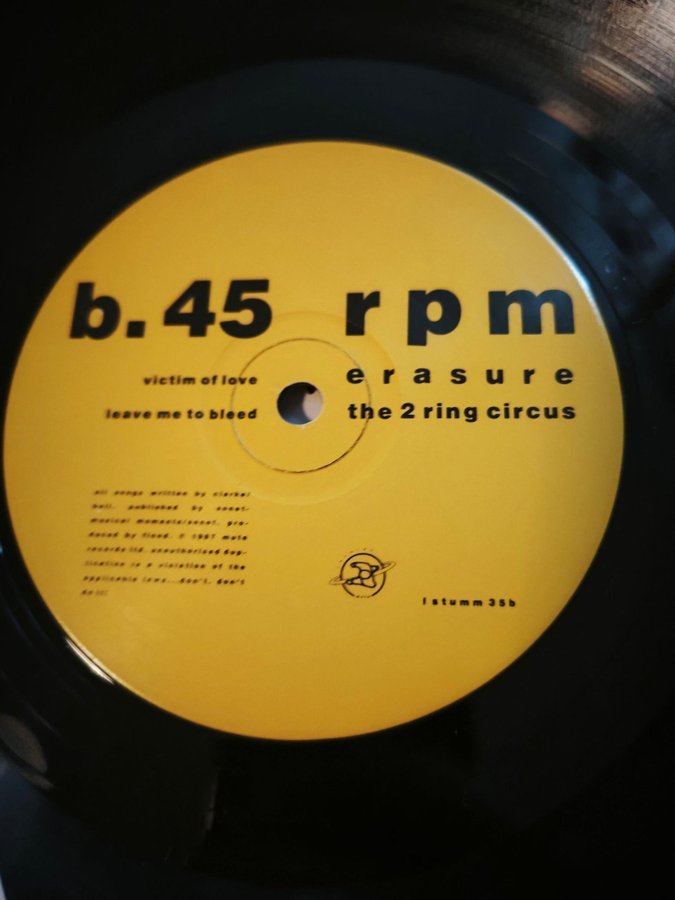 b. 45 rpm
victim of love
leave me to bleed
erasure
the 2 ring circus
all songs written by clarke/
bell. published by sonet-
musical moments/sonet. pro-
duced by flood. © 1987 mute
records ltd. unauthorised dup-
lication is a violation of the
applicable laws...don't, don't
do it!
l stumm 35b